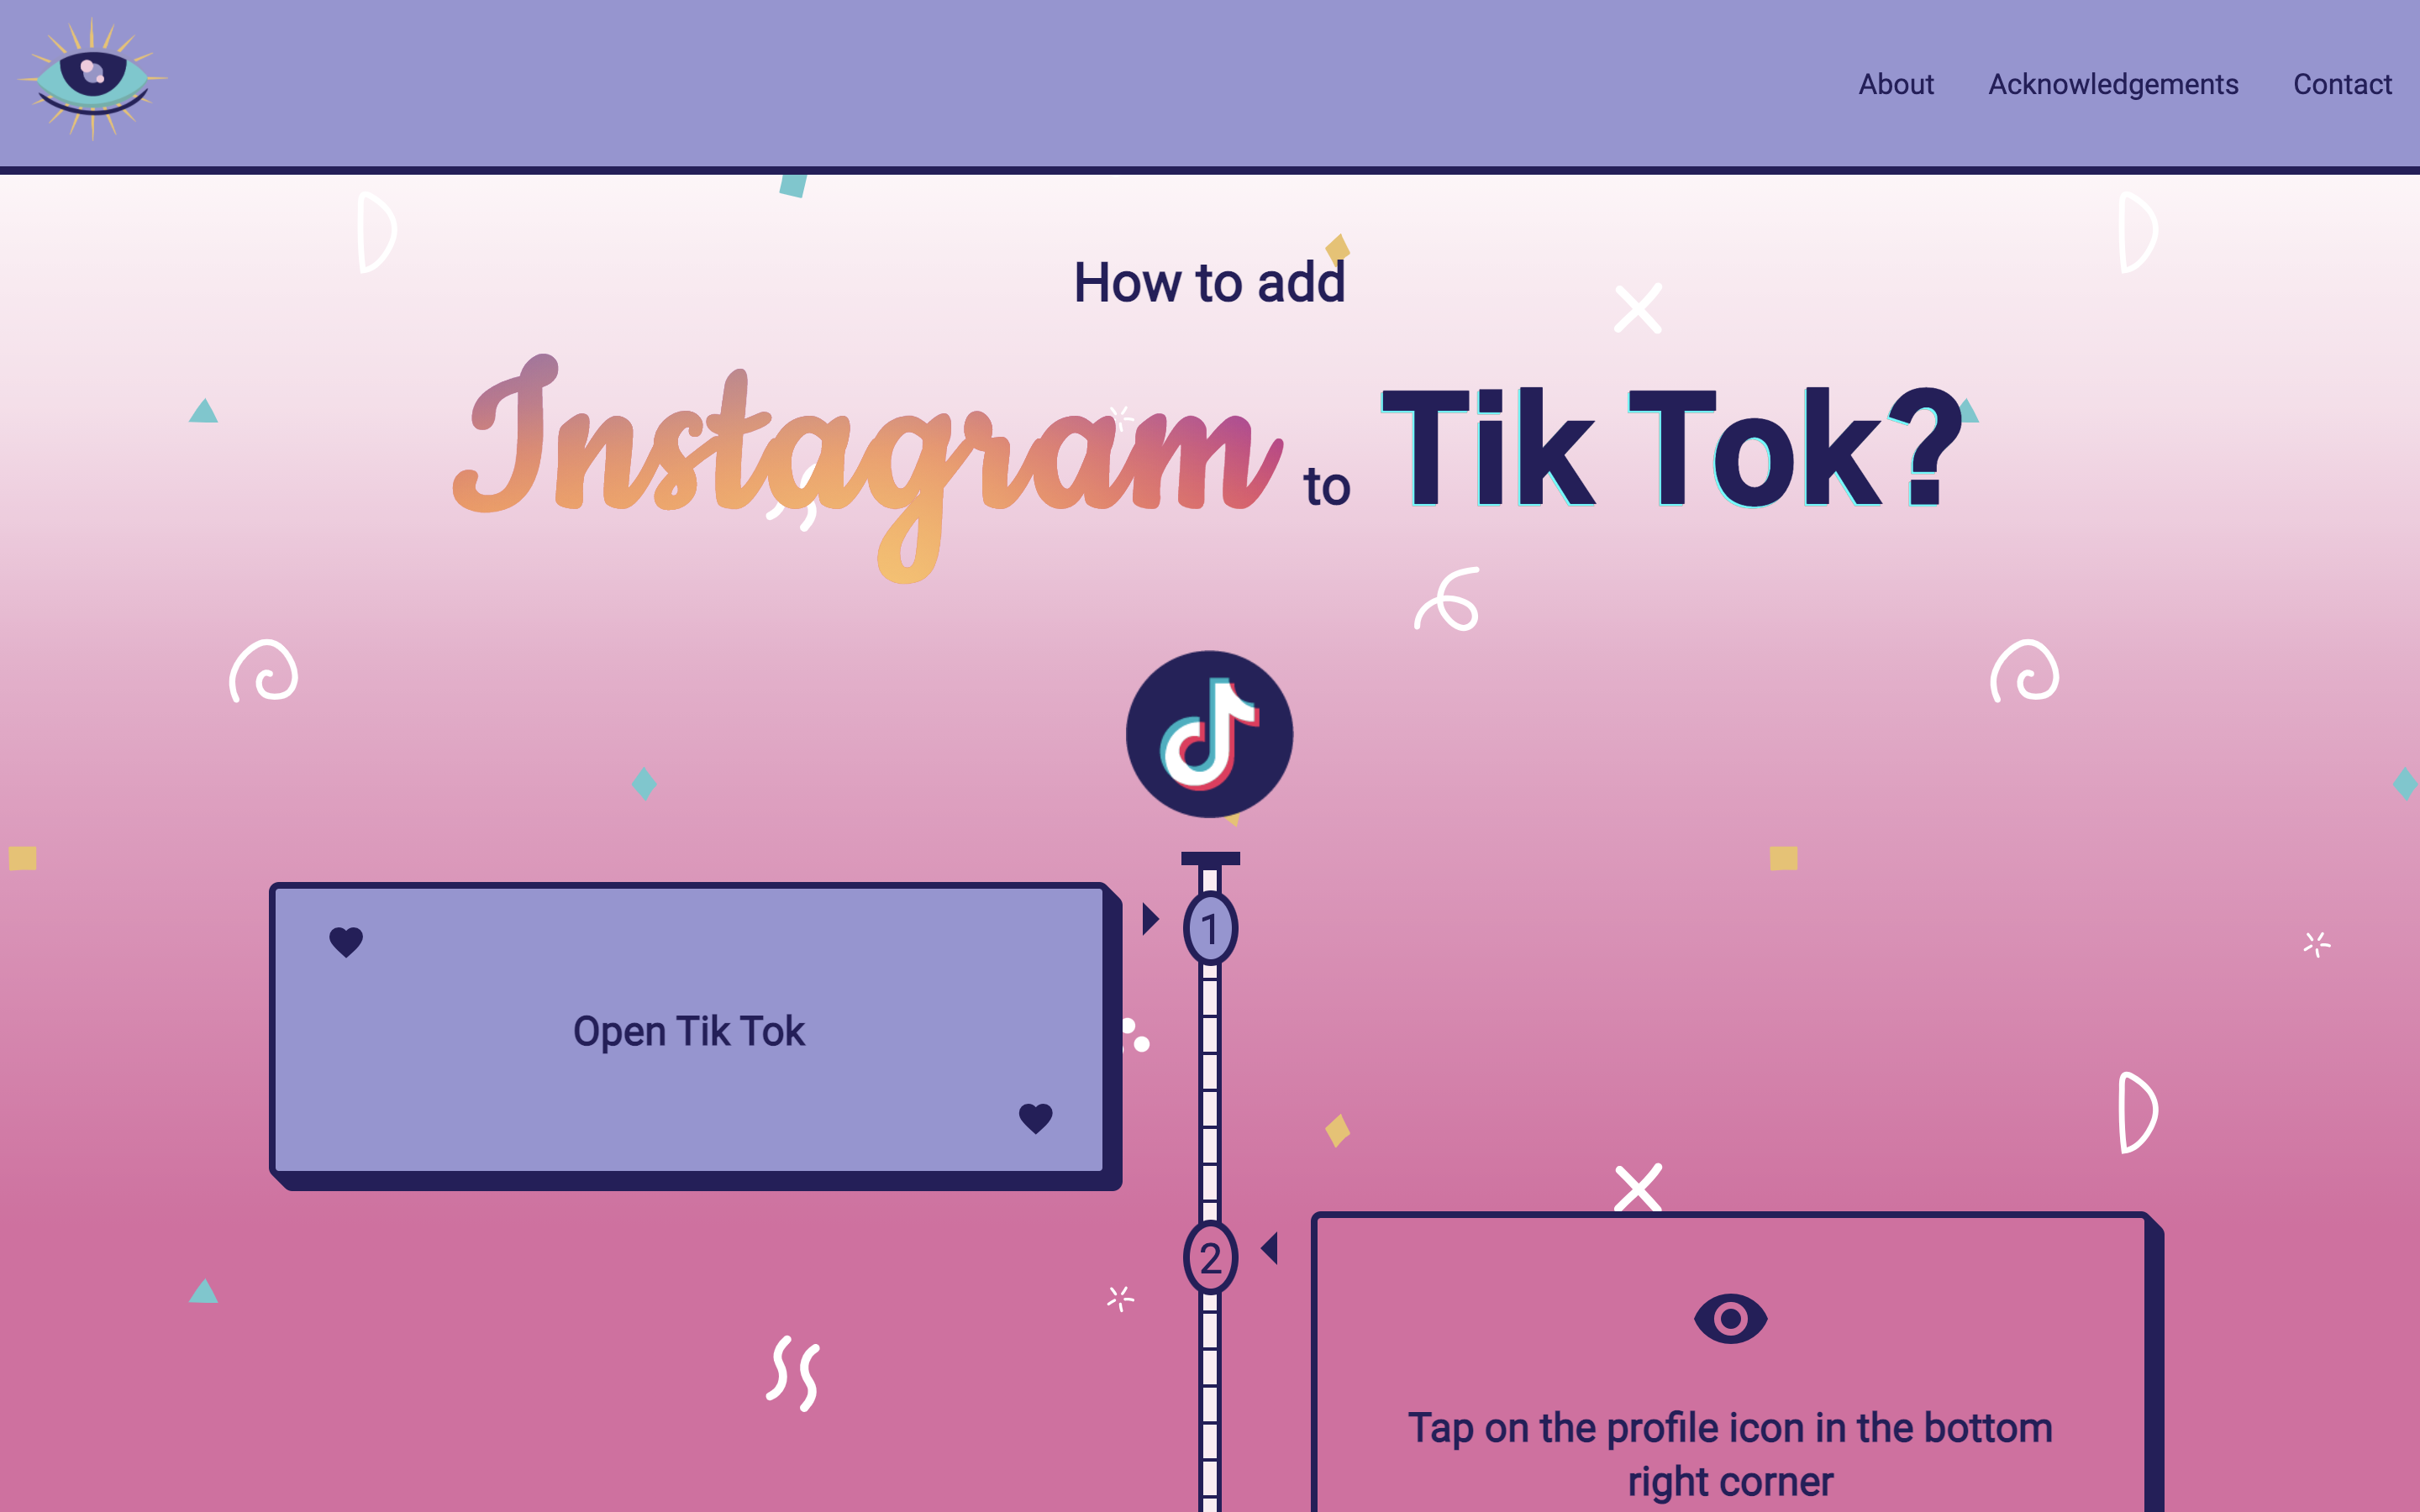 About Acknowledgements Contact
How to add
Instagram to Tik Tok?
1
Open Tik Tok
2
Tap on the profile icon in the bottom
right corner